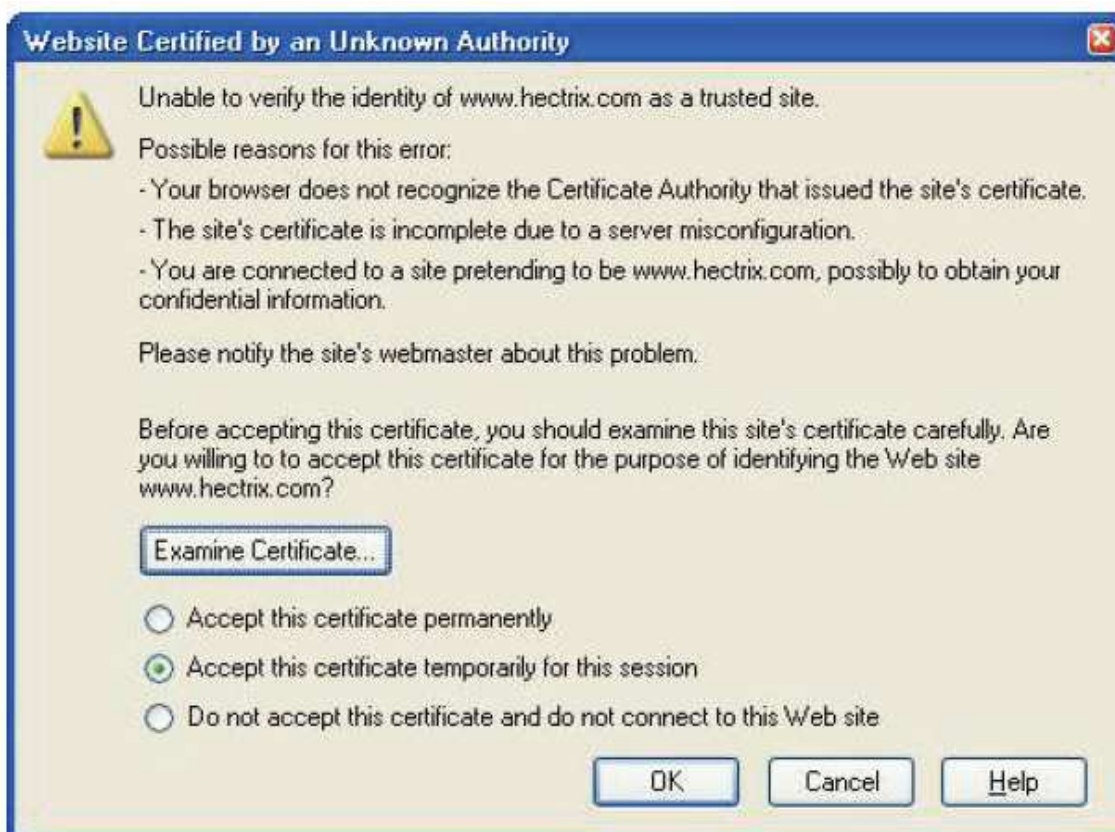 Website Certified by an Unknown Authority
Unable to verify the identity of www.hectrix.com as a trusted site.
Possible reasons for this error:
- Your browser does not recognize the Certificate Authority that issued the site's certificate.
- The site's certificate is incomplete due to a server misconfiguration.
- You are connected to a site pretending to be www.hectrix.com, possibly to obtain your
confidential information.
Please notify the site's webmaster about this problem.
Before accepting this certificate, you should examine this site's certificate carefully. Are
you willing to to accept this certificate for the purpose of identifying the Web site
www.hectrix.com?
Examine Certificate...
Accept this certificate permanently
Accept this certificate temporarily for this session
Do not accept this certificate and do not connect to this Web site
OK Cancel Help